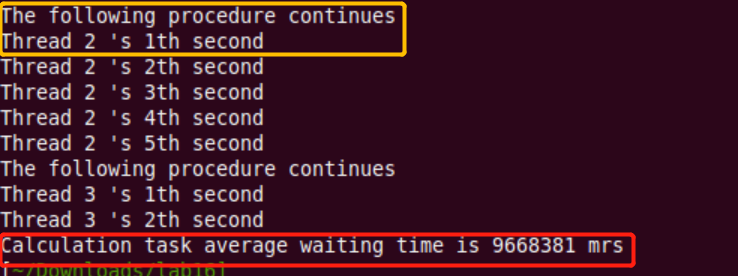 The following procedure continues
Thread 2 's 1th second
Thread 2 's 2th second
Thread 2 's 3th second
Thread 2 's 4th second
Thread 2 's 5th second
The following procedure continues
Thread 3 's 1th second
Thread 3 's 2th second
Calculation task average waiting time is 9668381 mrs
[~/Downloads/lab16]